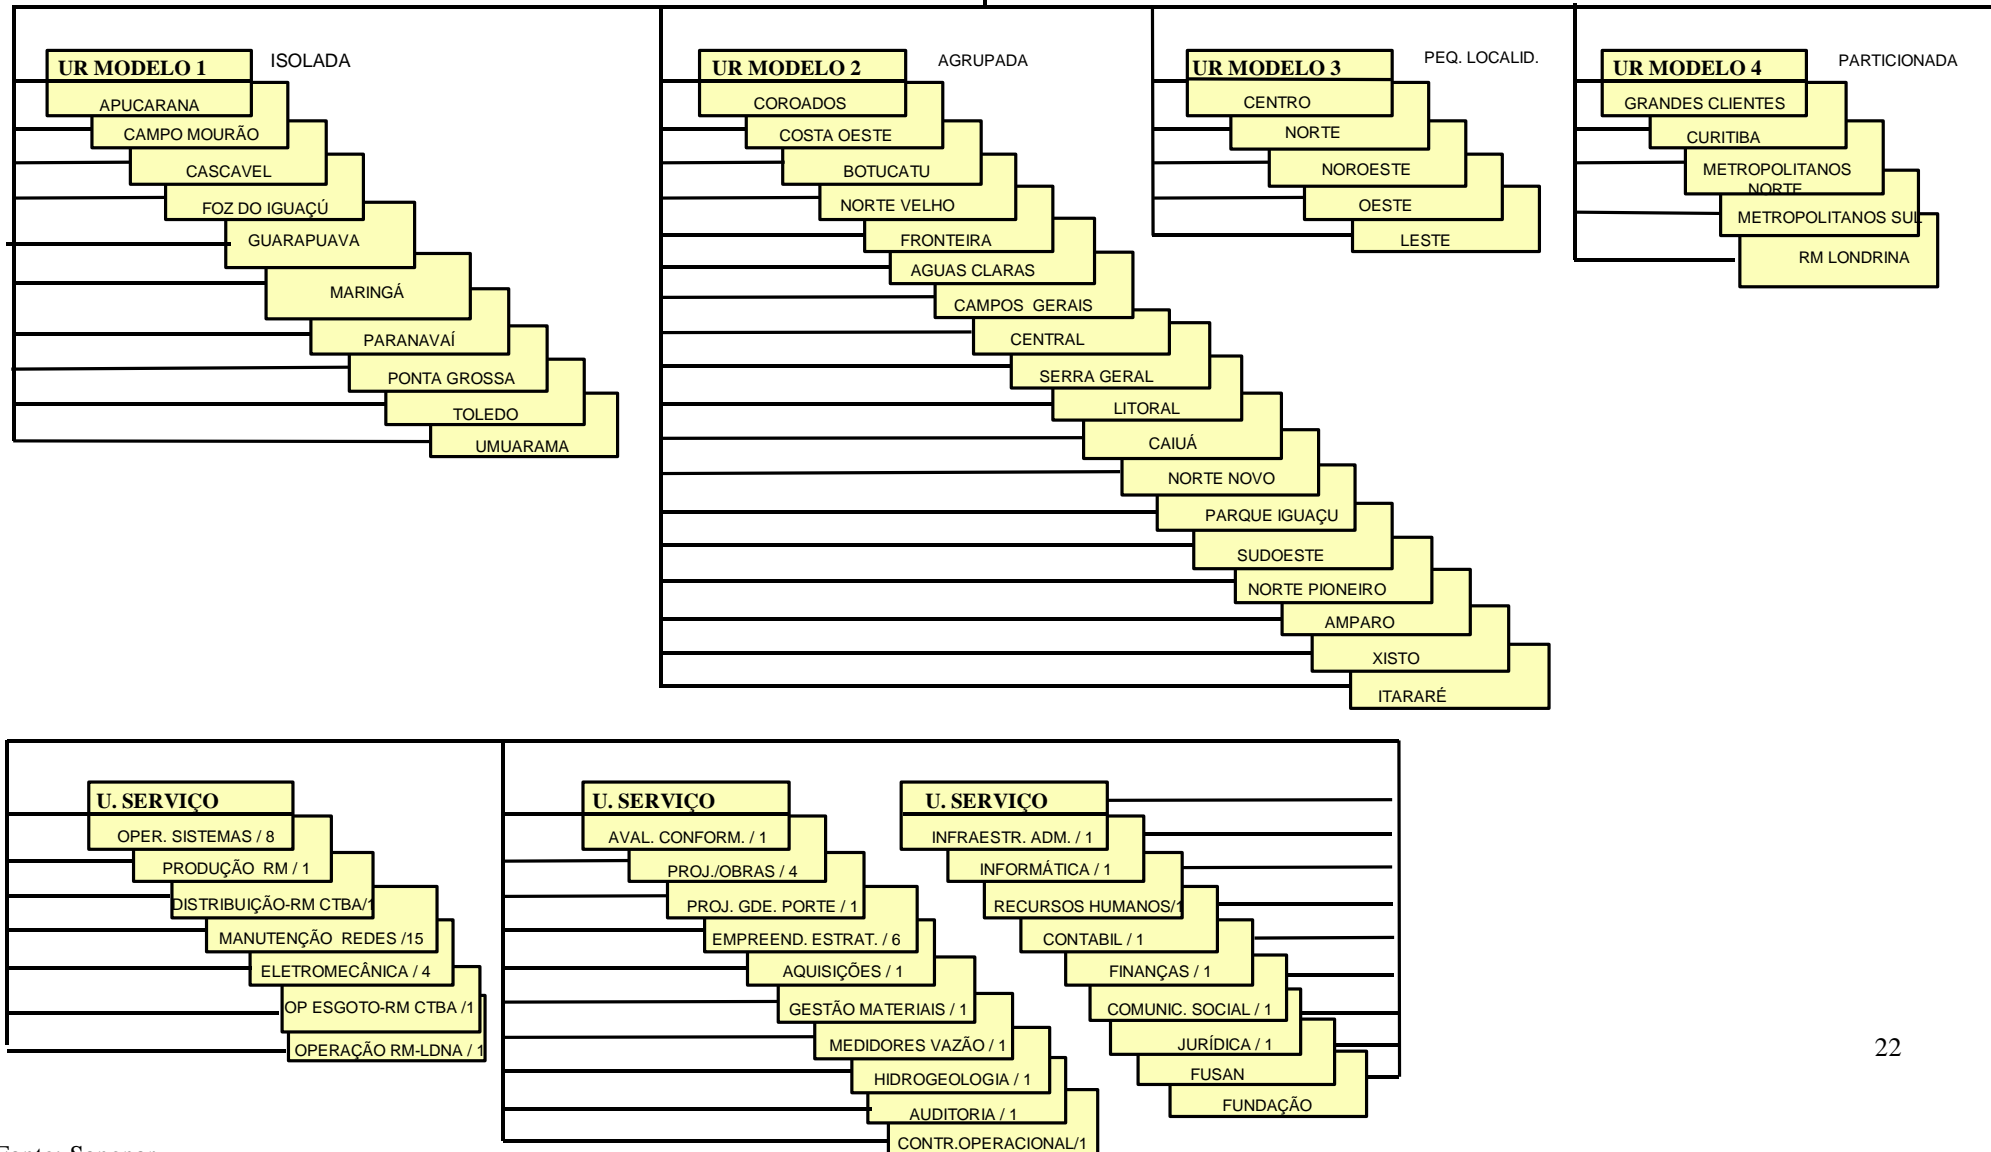 UR MODELO 1
ISOLADA
APUCARANA
CAMPO MOURÃO
CASCAVEL
FOZ DO IGUAÇÚ
GUARAPUAVA
MARINGÁ
PARANAVAÍ
PONTA GROSSA
TOLEDO
UMUARAMA
UR MODELO 2
AGRUPADA
COROADOS
COSTA OESTE
BOTUCATU
NORTE VELHO
FRONTEIRA
AGUAS CLARAS
CAMPOS GERAIS
CENTRAL
SERRA GERAL
LITORAL
CAIUÁ
NORTE NOVO
PARQUE IGUAÇU
SUDOESTE
NORTE PIONEIRO
AMPARO
XISTO
ITARARÉ
UR MODELO 3
PEQ. LOCALID.
CENTRO
NORTE
NOROESTE
OESTE
LESTE
UR MODELO 4
PARTICIONADA
GRANDES CLIENTES
CURITIBA
METROPOLITANOS
NORTE
METROPOLITANOS SUL
RM LONDRINA
U. SERVIÇO
OPER. SISTEMAS / 8
PRODUÇÃO RM / 1
DISTRIBUIÇÃO-RM CTBA/1
MANUTENÇÃO REDES /15
ELETROMECÂNICA / 4
OP ESGOTO-RM CTBA /1
OPERAÇÃO RM-LDNA / 1
U. SERVIÇO
AVAL. CONFORM. / 1
PROJ./OBRAS / 4
PROJ. GDE. PORTE / 1
EMPREEND. ESTRAT. / 6
AQUISIÇÕES / 1
GESTÃO MATERIAIS / 1
MEDIDORES VAZÃO / 1
HIDROGEOLOGIA / 1
AUDITORIA / 1
CONTR.OPERACIONAL/1
U. SERVIÇO
INFRAESTR. ADM. / 1
INFORMÁTICA / 1
RECURSOS HUMANOS/1
CONTABIL / 1
FINANÇAS / 1
COMUNIC. SOCIAL / 1
JURÍDICA / 1
FUSAN
FUNDAÇÃO
22